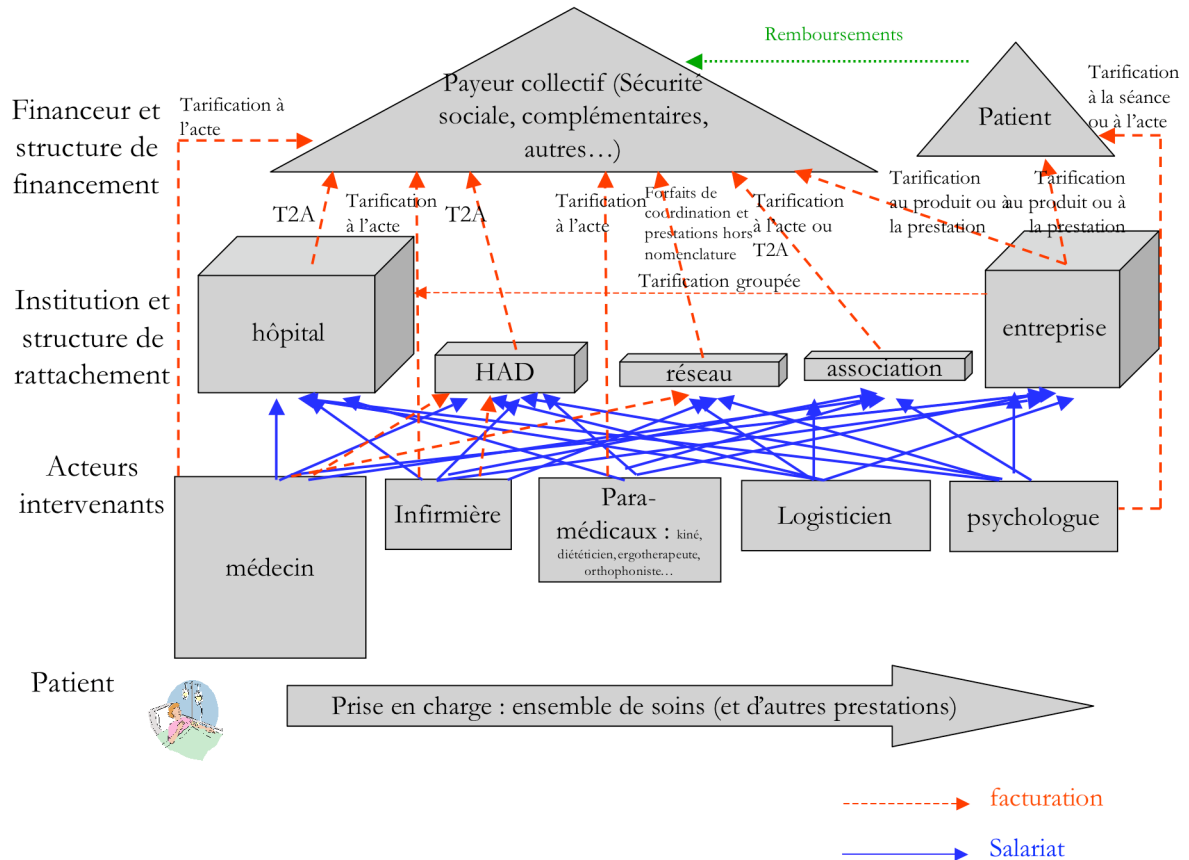 Remboursements
Payeur collectif (Sécurité
sociale, complémentaires,
autres…)
Tarification
à la séance
ou à l'acte
Patient
Financeur et
structure de
financement
Tarification à
l'acte
T2A
Tarification
à l'acte
T2A
Tarification
à l'acte
Forfaits de
coordination et
prestations hors
nomenclature
Tarification
à l'acte ou
T2A
Tarification
au produit ou à
la prestation
Tarification
au produit ou à
la prestation
Tarification groupée
Institution et
structure de
rattachement
hôpital
HAD
réseau
association
entreprise
Acteurs
intervenants
médecin
Infirmière
Para-
médicaux : kiné,
diététicien,ergotherapeute,
orthophoniste…
Logisticien
psychologue
Patient
Prise en charge : ensemble de soins (et d'autres prestations)
facturation
Salariat